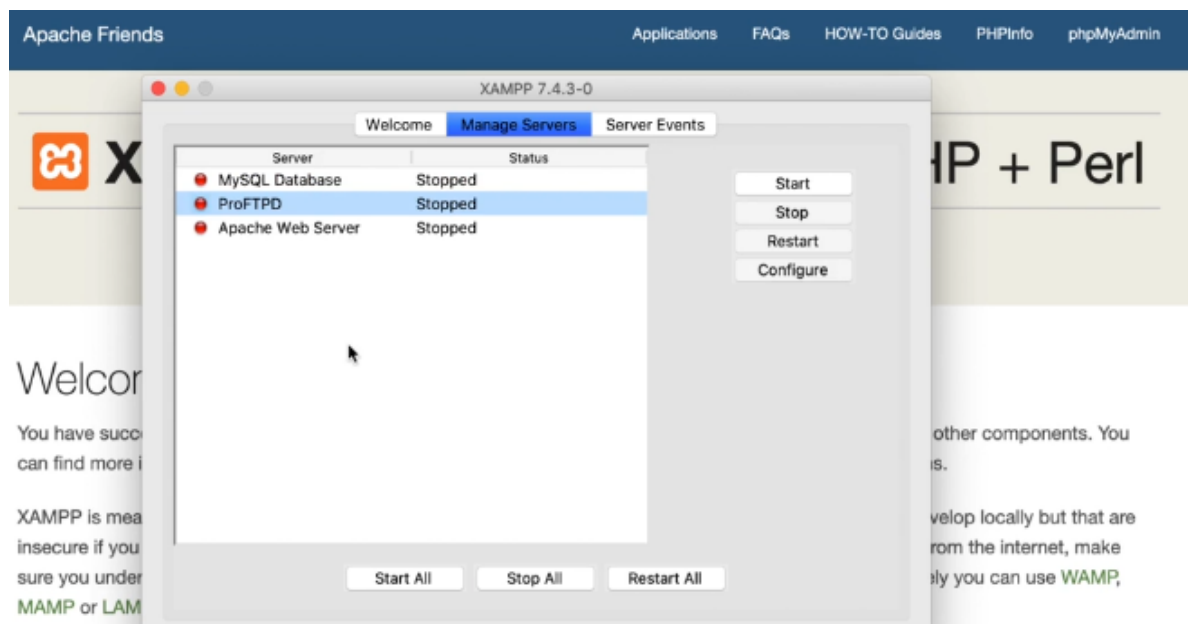 Apache Friends Applications FAQs HOW-TO Guides PHPInfo phpMyAdmin
XAMPP 7.4.3-0
Welcome Manage Servers Server Events
X P + Perl
Server Status
MySQL Database Stopped
ProFTPD Stopped
Apache Web Server Stopped
Start
Stop
Restart
Configure
Welcor
You have succ other components. You
can find more i s.
XAMPP is mea velop locally but that are
insecure if you rom the internet, make
sure you under ely you can use WAMP,
MAMP or LAM
Start All Stop All Restart All